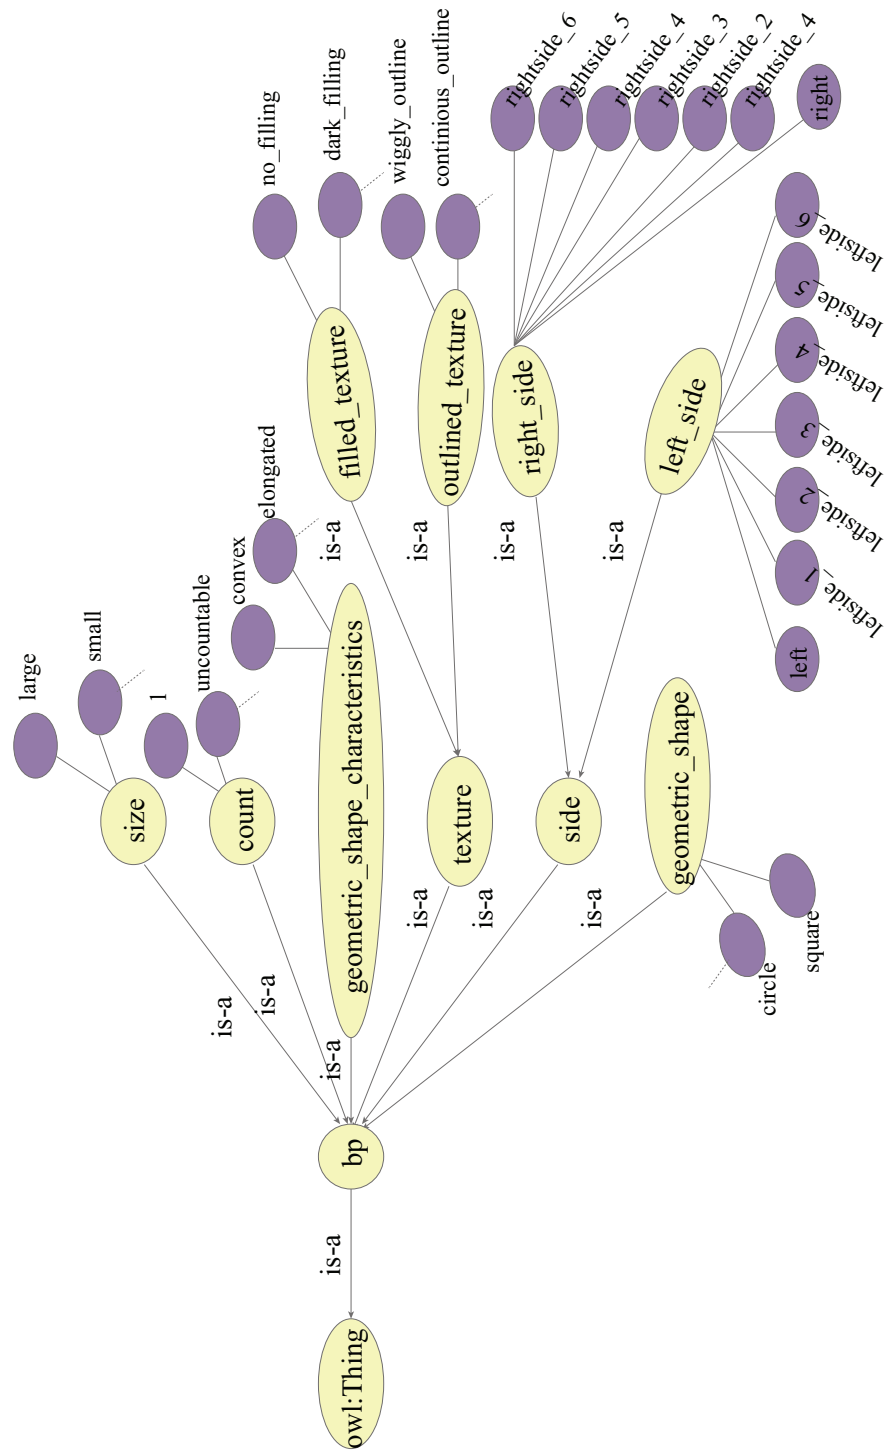 owl:Thing
is-a
bp
is-a
is-a
is-a
is-a
is-a
is-a
size
large
small
count
1
uncountable
geometric_shape_characteristics
convex
elongated
texture
is-a
is-a
filled_texture
no_filling
dark_filling
outlined_texture
wiggly_outline
continious_outline
side
is-a
is-a
right_side
rightside_6
rightside_5
rightside_4
rightside_3
rightside_2
rightside_4
right
left_side
left
leftside_1
leftside_2
leftside_3
leftside_4
leftside_5
leftside_6
geometric_shape
circle
square